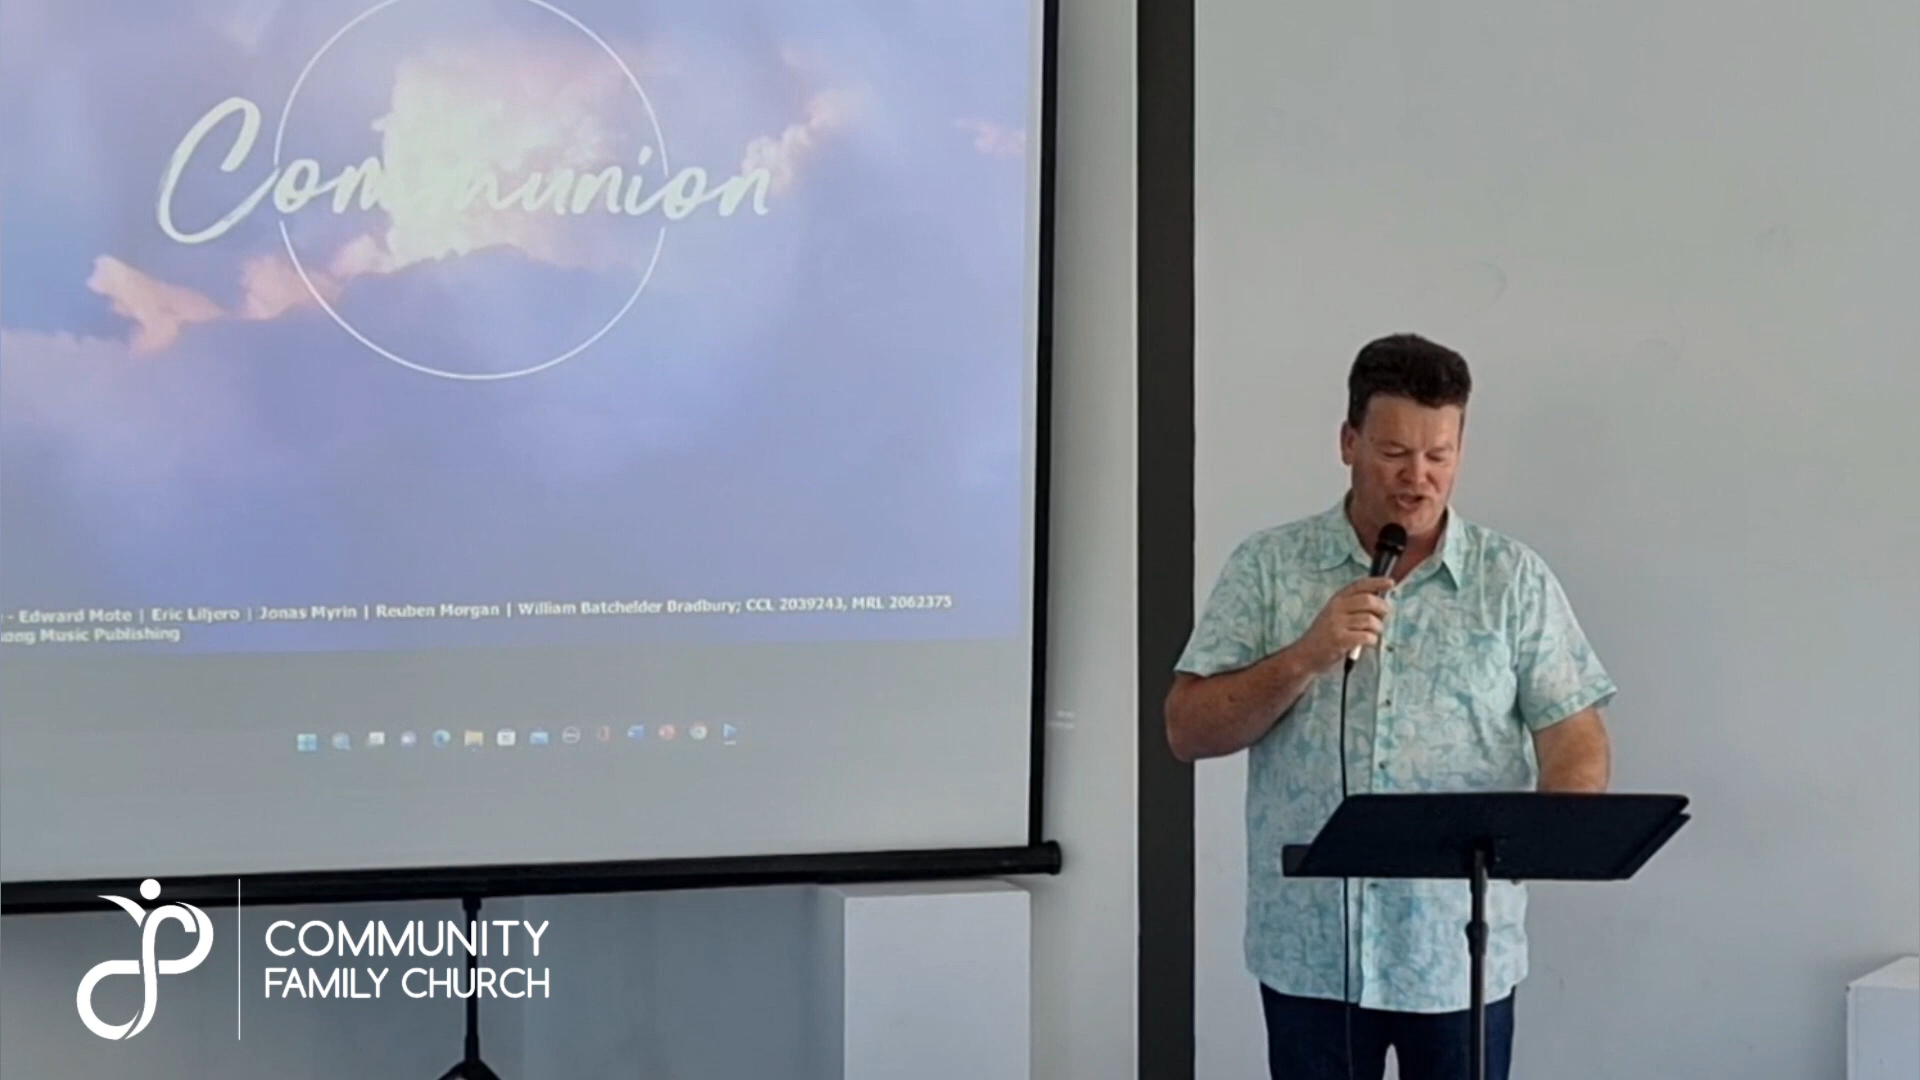 Communion
- Edward Mote | Eric Liljero | Jonas Myrin | Reuben Morgan | William Batchelder Bradbury; CCL 2039243, MRL 2062375
Music Publishing
COMMUNITY
FAMILY CHURCH